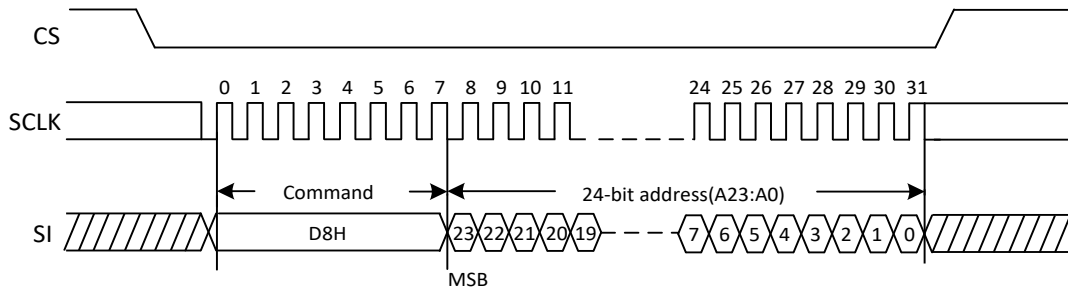 CS
0 1 2 3 4 5 6 7 8 9 10 11 24 25 26 27 28 29 30 31
SCLK
Command 24-bit address(A23:A0)
SI D8H 23 22 21 20 19 7 6 5 4 3 2 1 0
MSB